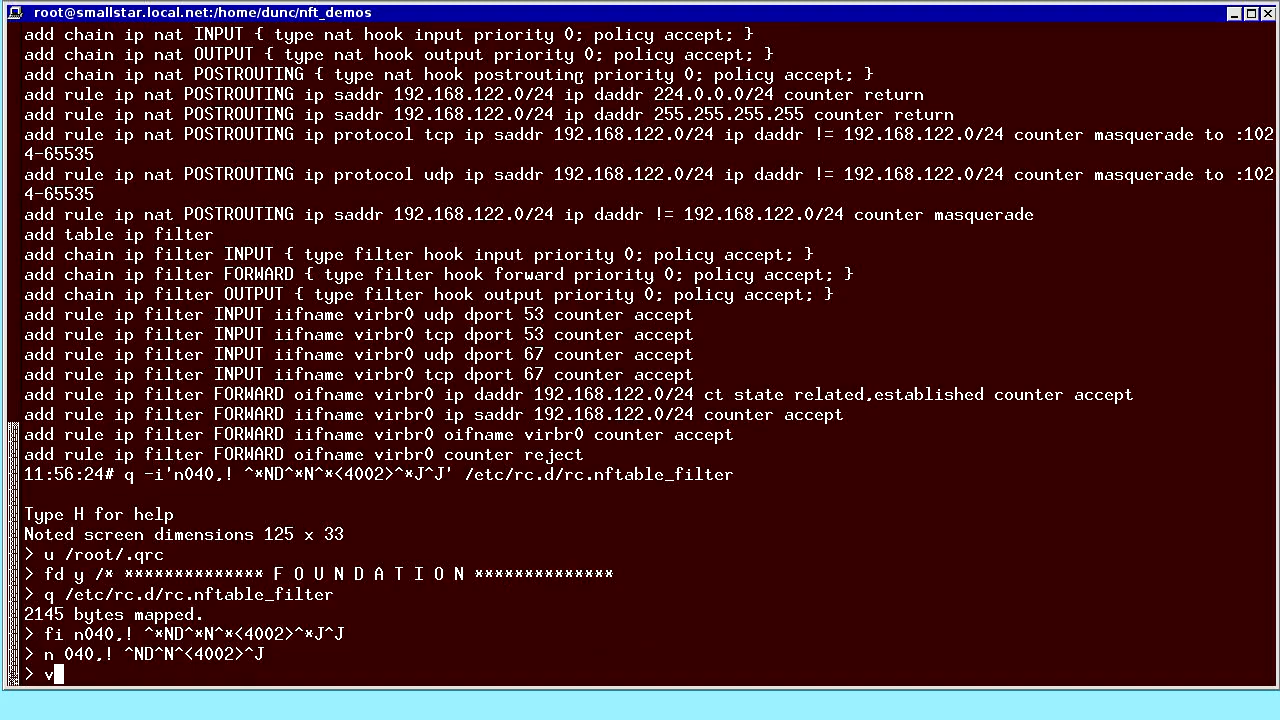 root@smallstar.local.net:/home/dunc/nft_demos
add chain ip nat INPUT { type nat hook input priority 0; policy accept; }
add chain ip nat OUTPUT { type nat hook output priority 0; policy accept; }
add chain ip nat POSTROUTING { type nat hook postrouting priority 0; policy accept; }
add rule ip nat POSTROUTING ip saddr 192.168.122.0/24 ip daddr 224.0.0.0/24 counter return
add rule ip nat POSTROUTING ip saddr 192.168.122.0/24 ip daddr 255.255.255.255 counter return
add rule ip nat POSTROUTING ip protocol tcp ip saddr 192.168.122.0/24 ip daddr != 192.168.122.0/24 counter masquerade to :102
4-65535
add rule ip nat POSTROUTING ip protocol udp ip saddr 192.168.122.0/24 ip daddr != 192.168.122.0/24 counter masquerade to :102
4-65535
add rule ip nat POSTROUTING ip saddr 192.168.122.0/24 ip daddr != 192.168.122.0/24 counter masquerade
add table ip filter
add chain ip filter INPUT { type filter hook input priority 0; policy accept; }
add chain ip filter FORWARD { type filter hook forward priority 0; policy accept; }
add chain ip filter OUTPUT { type filter hook output priority 0; policy accept; }
add rule ip filter INPUT iifname virbr0 udp dport 53 counter accept
add rule ip filter INPUT iifname virbr0 tcp dport 53 counter accept
add rule ip filter INPUT iifname virbr0 udp dport 67 counter accept
add rule ip filter INPUT iifname virbr0 tcp dport 67 counter accept
add rule ip filter FORWARD oifname virbr0 ip daddr 192.168.122.0/24 ct state related,established counter accept
add rule ip filter FORWARD iifname virbr0 ip saddr 192.168.122.0/24 counter accept
add rule ip filter FORWARD iifname virbr0 oifname virbr0 counter accept
add rule ip filter FORWARD oifname virbr0 counter reject
11:56:24# q -i'n040,! ^*ND^*N^*<4002>^*J^J' /etc/rc.d/rc.nftable_filter
Type H for help
Noted screen dimensions 125 x 33
> u /root/.qrc
> fd y /* ************** F O U N D A T I O N **************
> q /etc/rc.d/rc.nftable_filter
2145 bytes mapped.
> fi n040,! ^*ND^*N^*<4002>^*J^J
> n 040,! ^ND^N^<4002>^J
> v